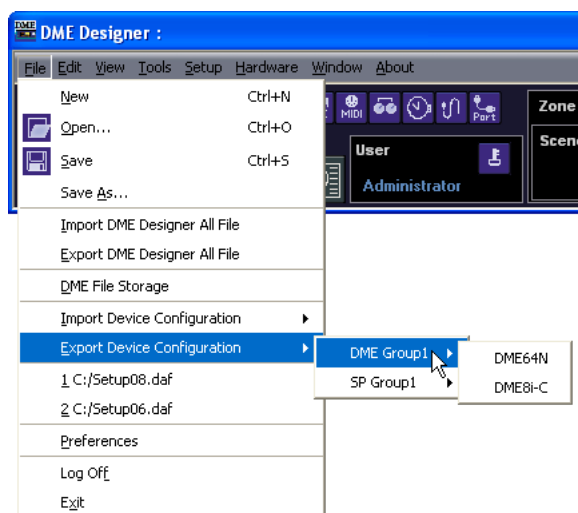 DME Designer :
File Edit View Tools Setup Hardware Window About
New Ctrl+N
Open... Ctrl+O
Save Ctrl+S
Save As...
Import DME Designer All File
Export DME Designer All File
DME File Storage
Import Device Configuration
Export Device Configuration
1 C:/Setup08.daf
2 C:/Setup06.daf
Preferences
Log Off
Exit
MIDI
Port
Zone
User
Administrator
DME Group1
SP Group1
DME64N
DME8i-C